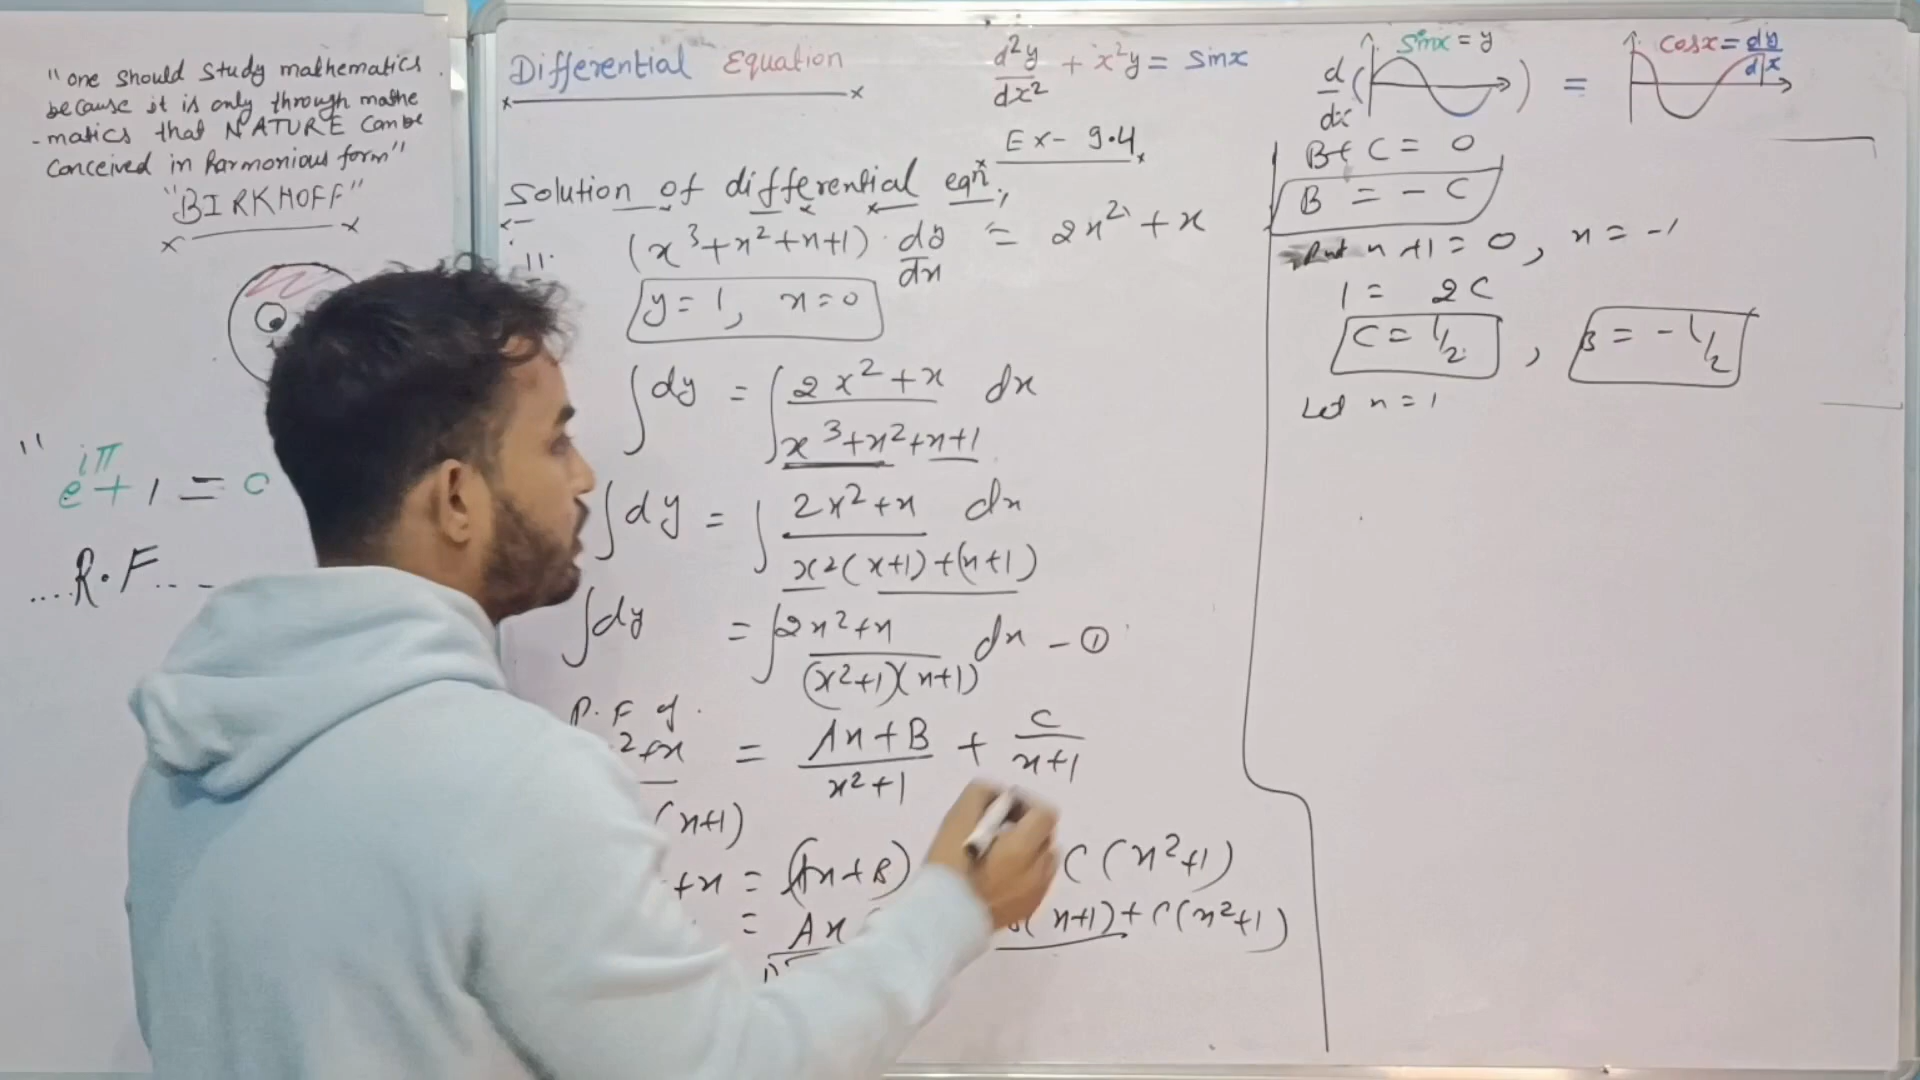 "one should study mathematics
because it is only through mathe
-matics that NATURE can be
conceived in harmonious form"
"BIRKHOFF"
" e^{iπ} + 1 = 0
....R.F...-
Differential Equation
d²y/dx² + x²y = sinx
Ex- 9.4
Solution of differential eqⁿ,
11. (x³+x²+x+1) . dy/dx = 2x²+x
y = 1, x = 0
∫dy = ∫ 2x²+x / x³+x²+x+1 dx
∫dy = ∫ 2x²+x / x²(x+1)+(x+1) dx
∫dy = ∫ 2x²+x / (x²+1)(x+1) dx - ①
P.F of
2+x = Ax+B / x²+1 + C / x+1
(x+1)
+x = (Ax+B) C(x²+1)
= Ax (x+1)+C(x²+1)
d/dx ( sinx = y ) = cosx = dy/dx
B+C = 0
B = -C
Put x+1 = 0, x = -1
1 = 2C
C = 1/2 , B = -1/2
Let x = 1